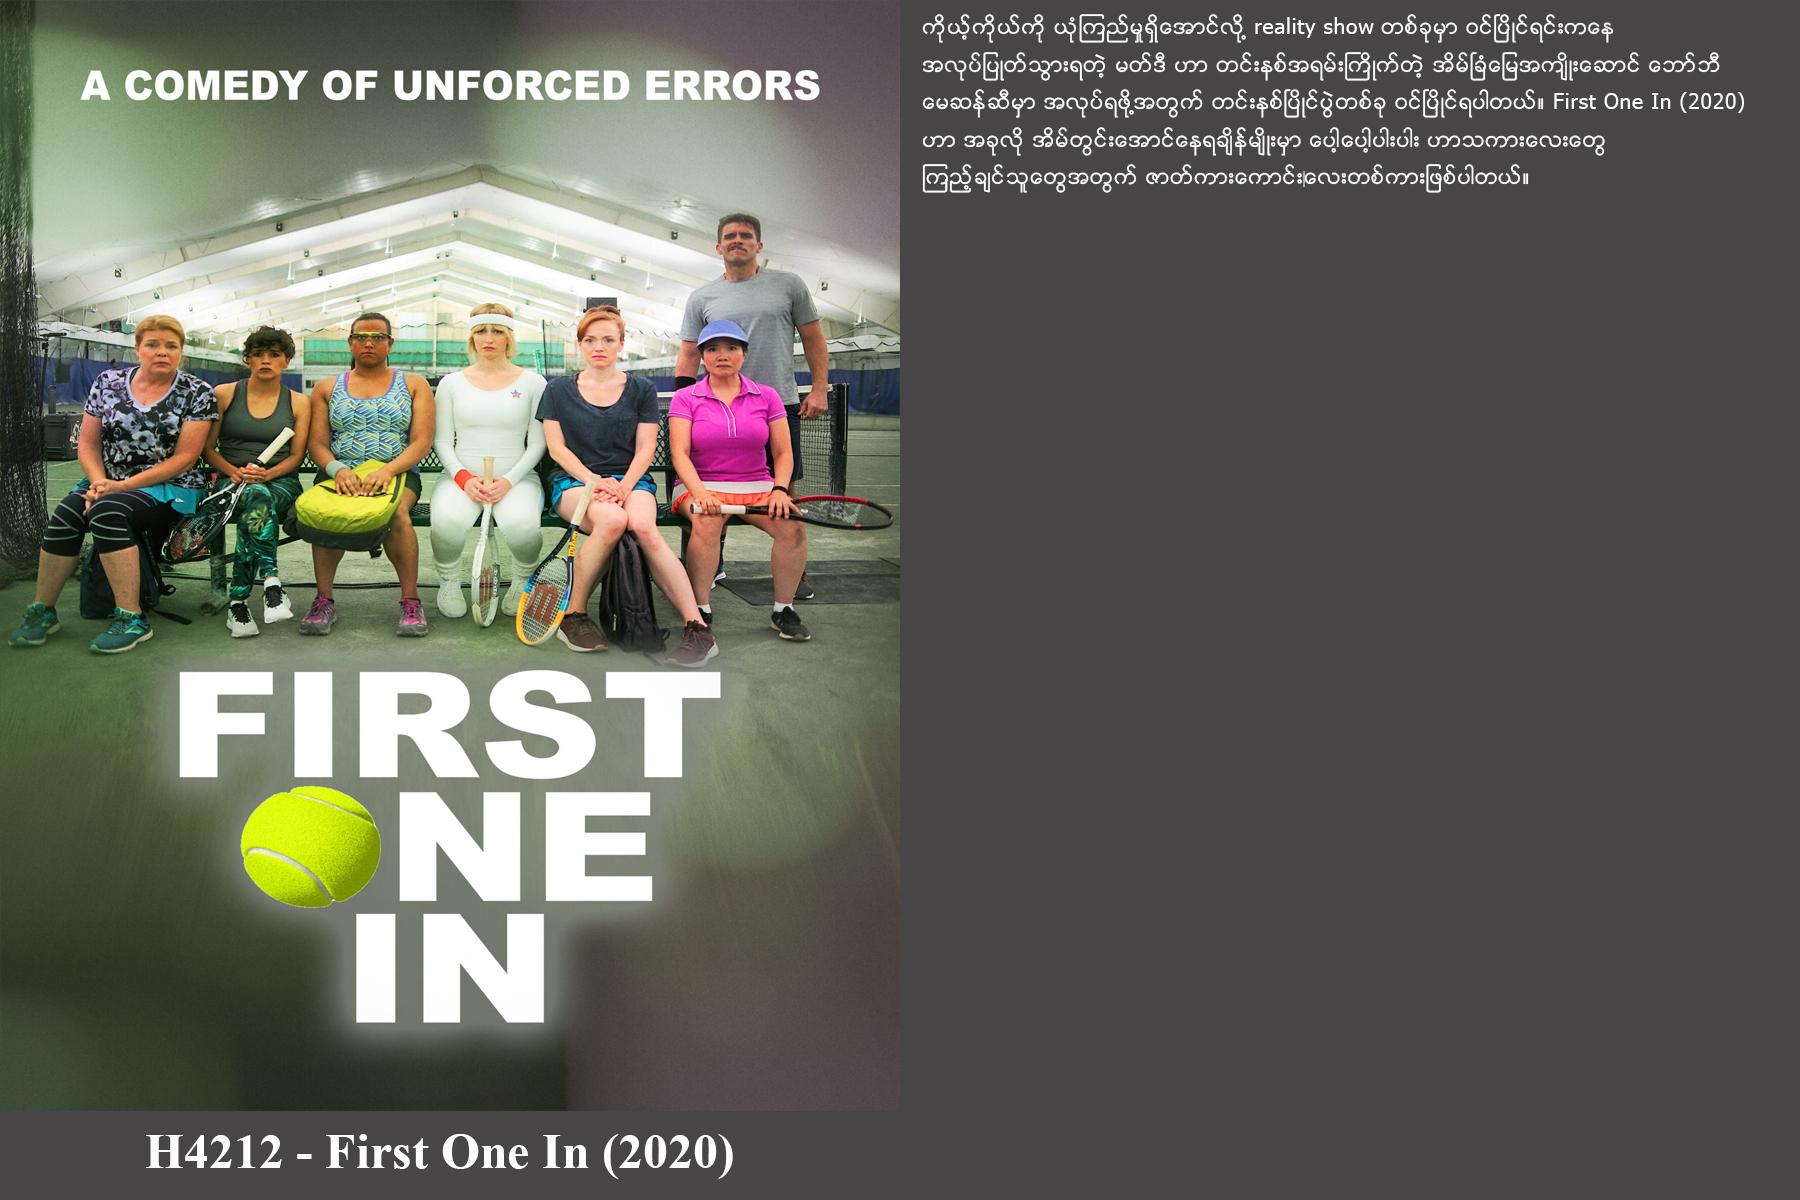 A COMEDY OF UNFORCED ERRORS
FIRST
ONE
IN
H4212 - First One In (2020)
ကိုယ့်ကိုယ်ကို ယုံကြည်မှုရှိအောင်လို့ reality show တစ်ခုမှာ ဝင်ပြိုင်ရင်းကနေ
အလုပ်ပြုတ်သွားရတဲ့ မတ်ဒီ ဟာ တင်းနစ်အရမ်းကြိုက်တဲ့ အိမ်ခြံမြေအကျိုးဆောင် ဘော်ဘီ
မေဆန်ဆီမှာ အလုပ်ရဖို့အတွက် တင်းနစ်ပြိုင်ပွဲတစ်ခု ဝင်ပြိုင်ရပါတယ်။ First One In (2020)
ဟာ အခုလို အိမ်တွင်းအောင်နေရချိန်မျိုးမှာ ပေါ့ပေါ့ပါးပါး ဟာသကားလေးတွေ
ကြည့်ချင်သူတွေအတွက် ဇာတ်ကားကောင်းလေးတစ်ကားဖြစ်ပါတယ်။